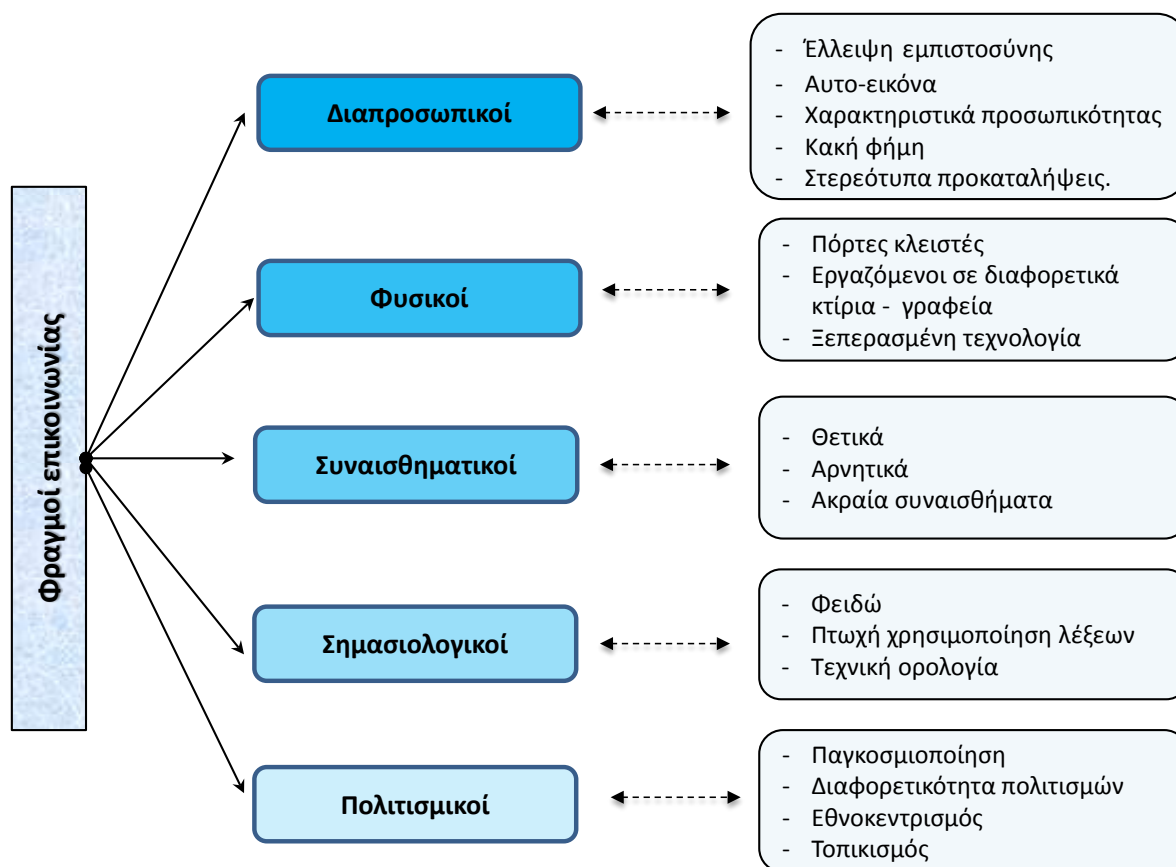 Φραγμοί επικοινωνίας
Διαπροσωπικοί
- Έλλειψη εμπιστοσύνης
- Αυτο-εικόνα
- Χαρακτηριστικά προσωπικότητας
- Κακή φήμη
- Στερεότυπα προκαταλήψεις.
Φυσικοί
- Πόρτες κλειστές
- Εργαζόμενοι σε διαφορετικά
κτίρια - γραφεία
- Ξεπερασμένη τεχνολογία
Συναισθηματικοί
- Θετικά
- Αρνητικά
- Ακραία συναισθήματα
Σημασιολογικοί
- Φειδώ
- Πτωχή χρησιμοποίηση λέξεων
- Τεχνική ορολογία
Πολιτισμικοί
- Παγκοσμιοποίηση
- Διαφορετικότητα πολιτισμών
- Εθνοκεντρισμός
- Τοπικισμός